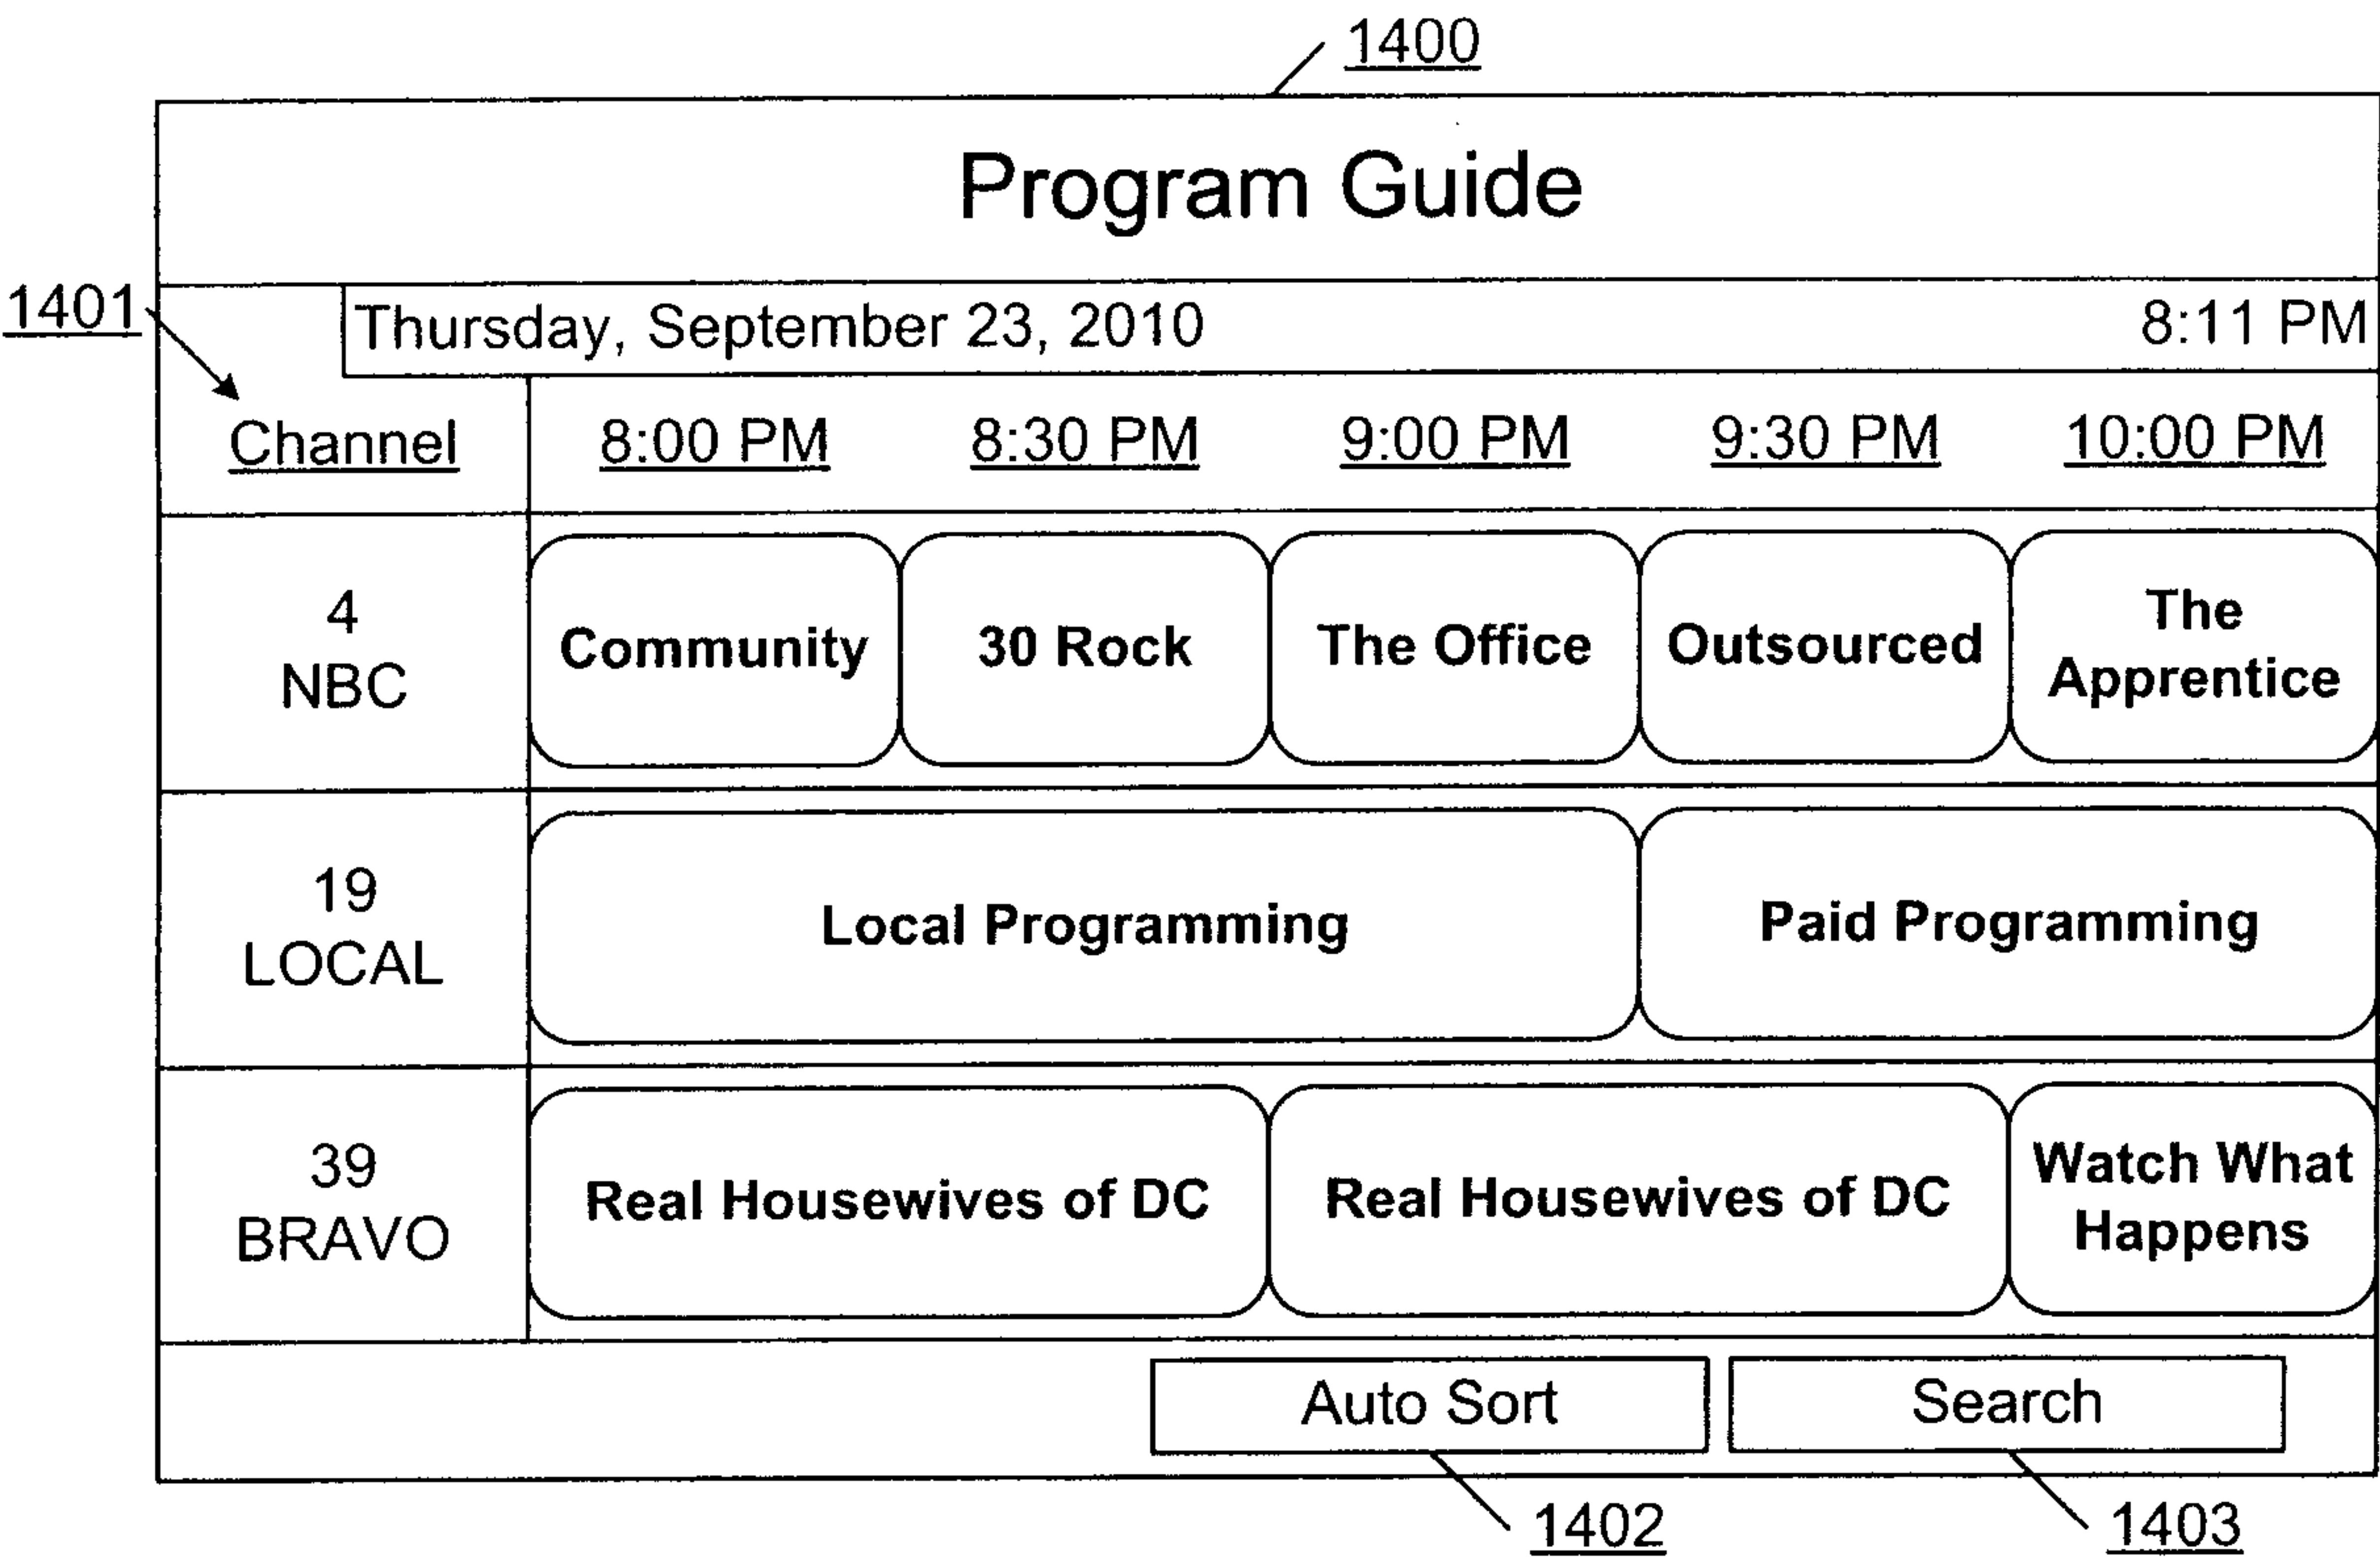 1400
Program Guide
1401
Thursday, September 23, 2010 8:11 PM
Channel 8:00 PM 8:30 PM 9:00 PM 9:30 PM 10:00 PM
4
NBC
Community
30 Rock
The Office
Outsourced
The
Apprentice
19
LOCAL
Local Programming
Paid Programming
39
BRAVO
Real Housewives of DC
Real Housewives of DC
Watch What
Happens
Auto Sort
Search
1402
1403